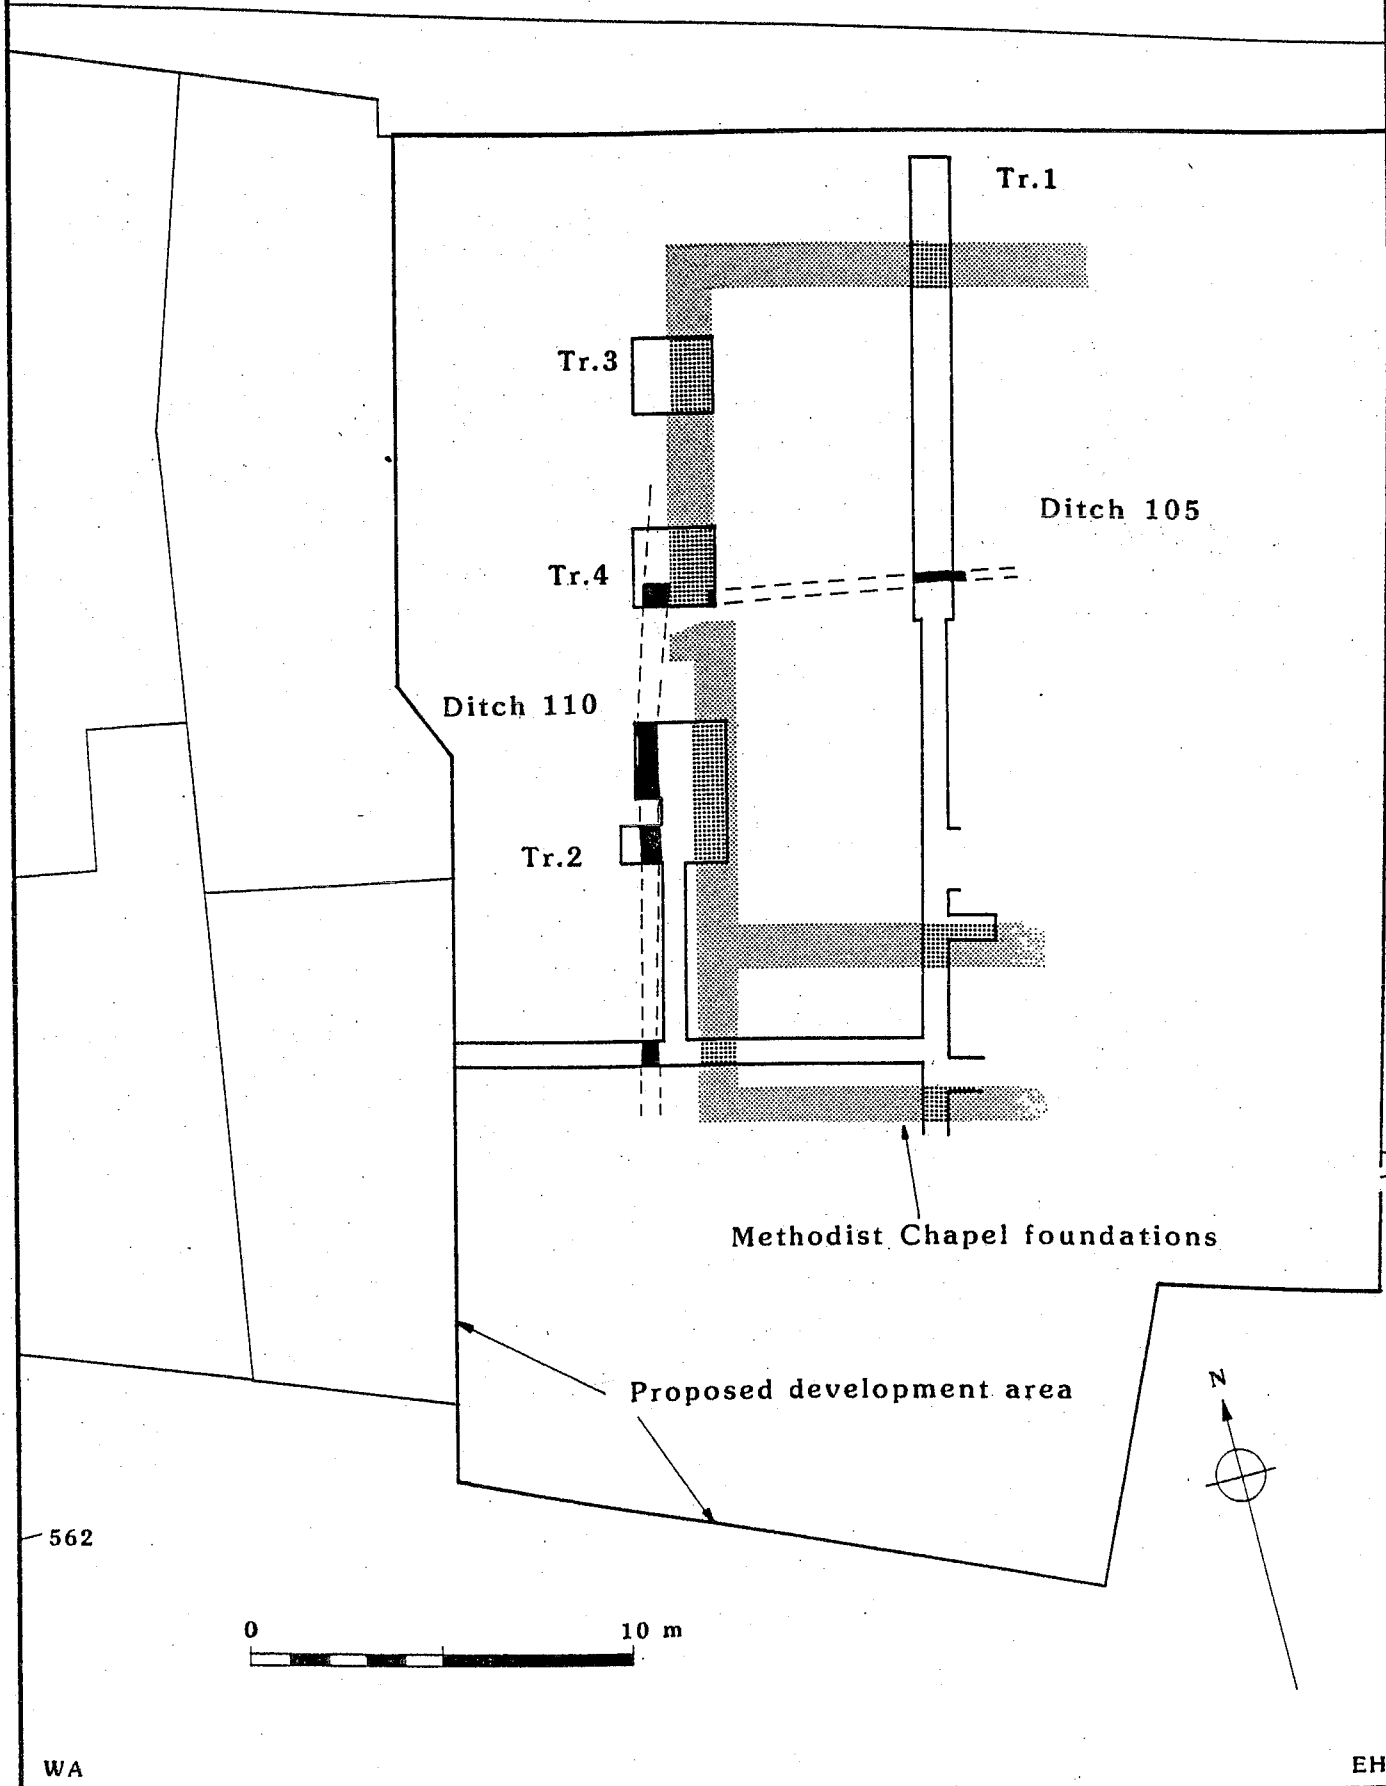 Tr.1
Tr.3
Ditch 105
Tr.4
Ditch 110
Tr.2
Methodist Chapel foundations
N
Proposed development area
562
0 10 m
WA EH